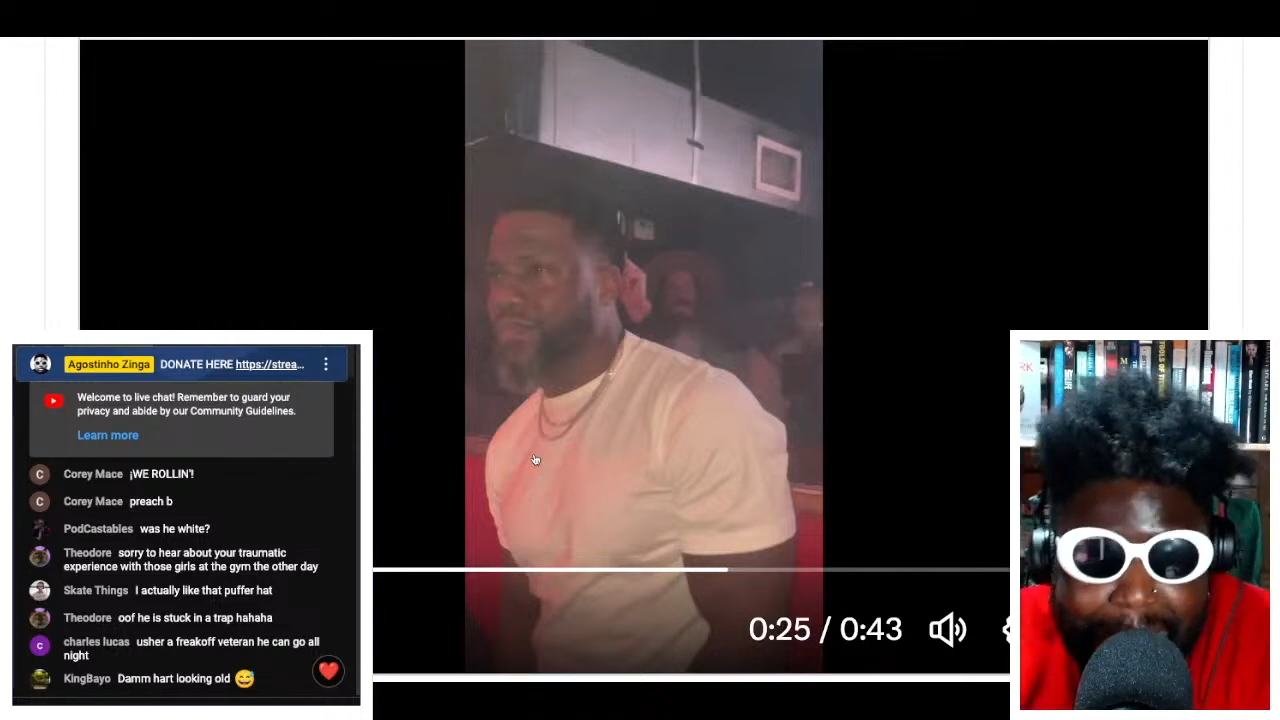 Agostinho Zinga DONATE HERE https://strea...
Welcome to live chat! Remember to guard your
privacy and abide by our Community Guidelines.
Learn more
C Corey Mace ¡WE ROLLIN'!
C Corey Mace preach b
PodCastables was he white?
Theodore sorry to hear about your traumatic
experience with those girls at the gym the other day
Skate Things I actually like that puffer hat
Theodore oof he is stuck in a trap hahaha
C charles lucas usher a freakoff veteran he can go all
night
KingBayo Damm hart looking old 😅
0:25 / 0:43